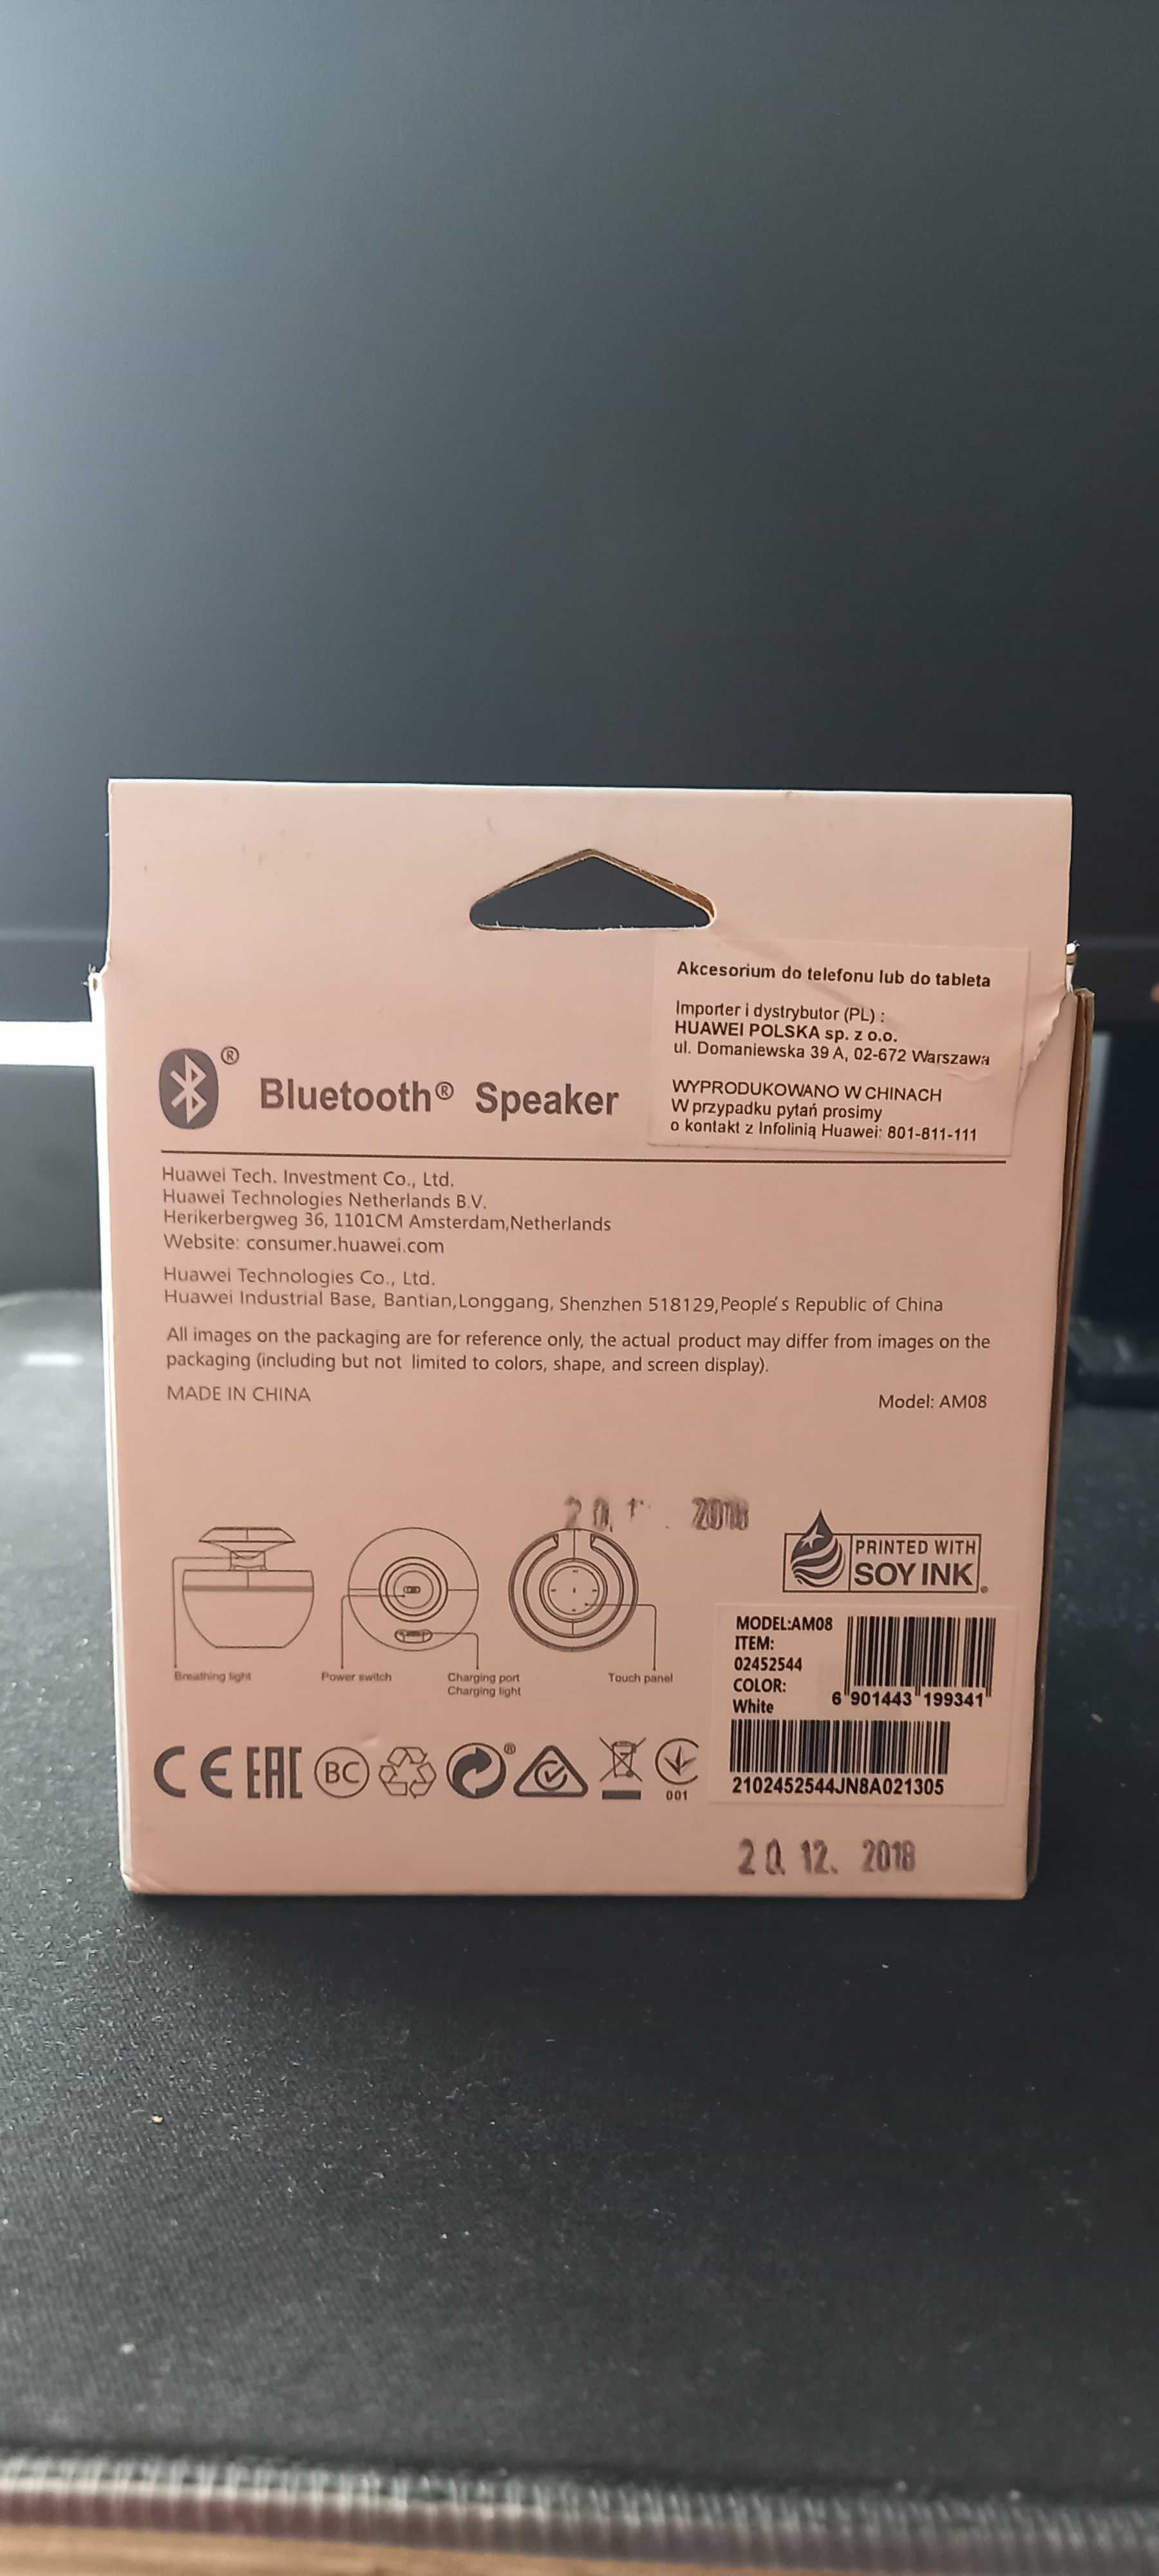 Akcesorium do telefonu lub do tableta
Importer i dystrybutor (PL) :
HUAWEI POLSKA sp. z o.o.
ul. Domaniewska 39 A, 02-672 Warszawa
WYPRODUKOWANO W CHINACH
W przypadku pytań prosimy
o kontakt z Infolinią Huawei: 801-811-111
®
Bluetooth® Speaker
Huawei Tech. Investment Co., Ltd.
Huawei Technologies Netherlands B.V.
Herikerbergweg 36, 1101CM Amsterdam,Netherlands
Website: consumer.huawei.com
Huawei Technologies Co., Ltd.
Huawei Industrial Base, Bantian,Longgang, Shenzhen 518129,People's Republic of China
All images on the packaging are for reference only, the actual product may differ from images on the
packaging (including but not limited to colors, shape, and screen display).
MADE IN CHINA
Model: AM08
2018
PRINTED WITH
SOY INK
Breathing light
Power switch
Charging port
Charging light
Touch panel
MODEL:AM08
ITEM:
02452544
COLOR:
White
6 901443 199341
2102452544JN8A021305
CE EAC BC ®
001
20. 12. 2018